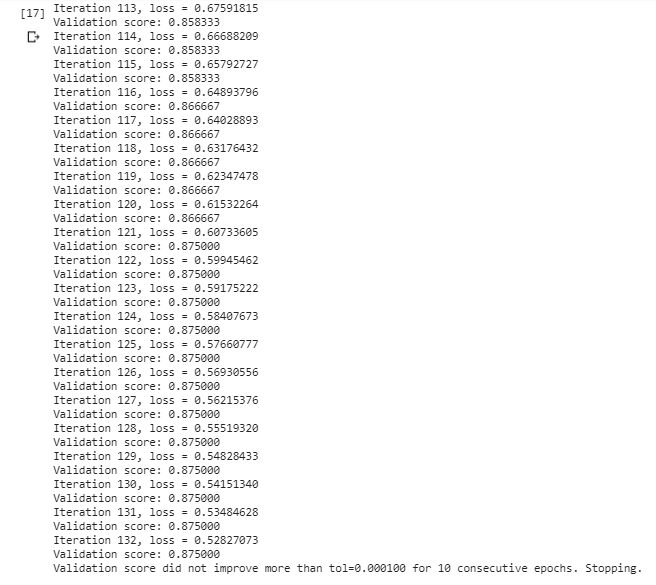 [17] Iteration 113, loss = 0.67591815
Validation score: 0.858333
Iteration 114, loss = 0.66688209
Validation score: 0.858333
Iteration 115, loss = 0.65792727
Validation score: 0.858333
Iteration 116, loss = 0.64893796
Validation score: 0.866667
Iteration 117, loss = 0.64028893
Validation score: 0.866667
Iteration 118, loss = 0.63176432
Validation score: 0.866667
Iteration 119, loss = 0.62347478
Validation score: 0.866667
Iteration 120, loss = 0.61532264
Validation score: 0.866667
Iteration 121, loss = 0.60733605
Validation score: 0.875000
Iteration 122, loss = 0.59945462
Validation score: 0.875000
Iteration 123, loss = 0.59175222
Validation score: 0.875000
Iteration 124, loss = 0.58407673
Validation score: 0.875000
Iteration 125, loss = 0.57660777
Validation score: 0.875000
Iteration 126, loss = 0.56930556
Validation score: 0.875000
Iteration 127, loss = 0.56215376
Validation score: 0.875000
Iteration 128, loss = 0.55519320
Validation score: 0.875000
Iteration 129, loss = 0.54828433
Validation score: 0.875000
Iteration 130, loss = 0.54151340
Validation score: 0.875000
Iteration 131, loss = 0.53484628
Validation score: 0.875000
Iteration 132, loss = 0.52827073
Validation score: 0.875000
Validation score did not improve more than tol=0.000100 for 10 consecutive epochs. Stopping.